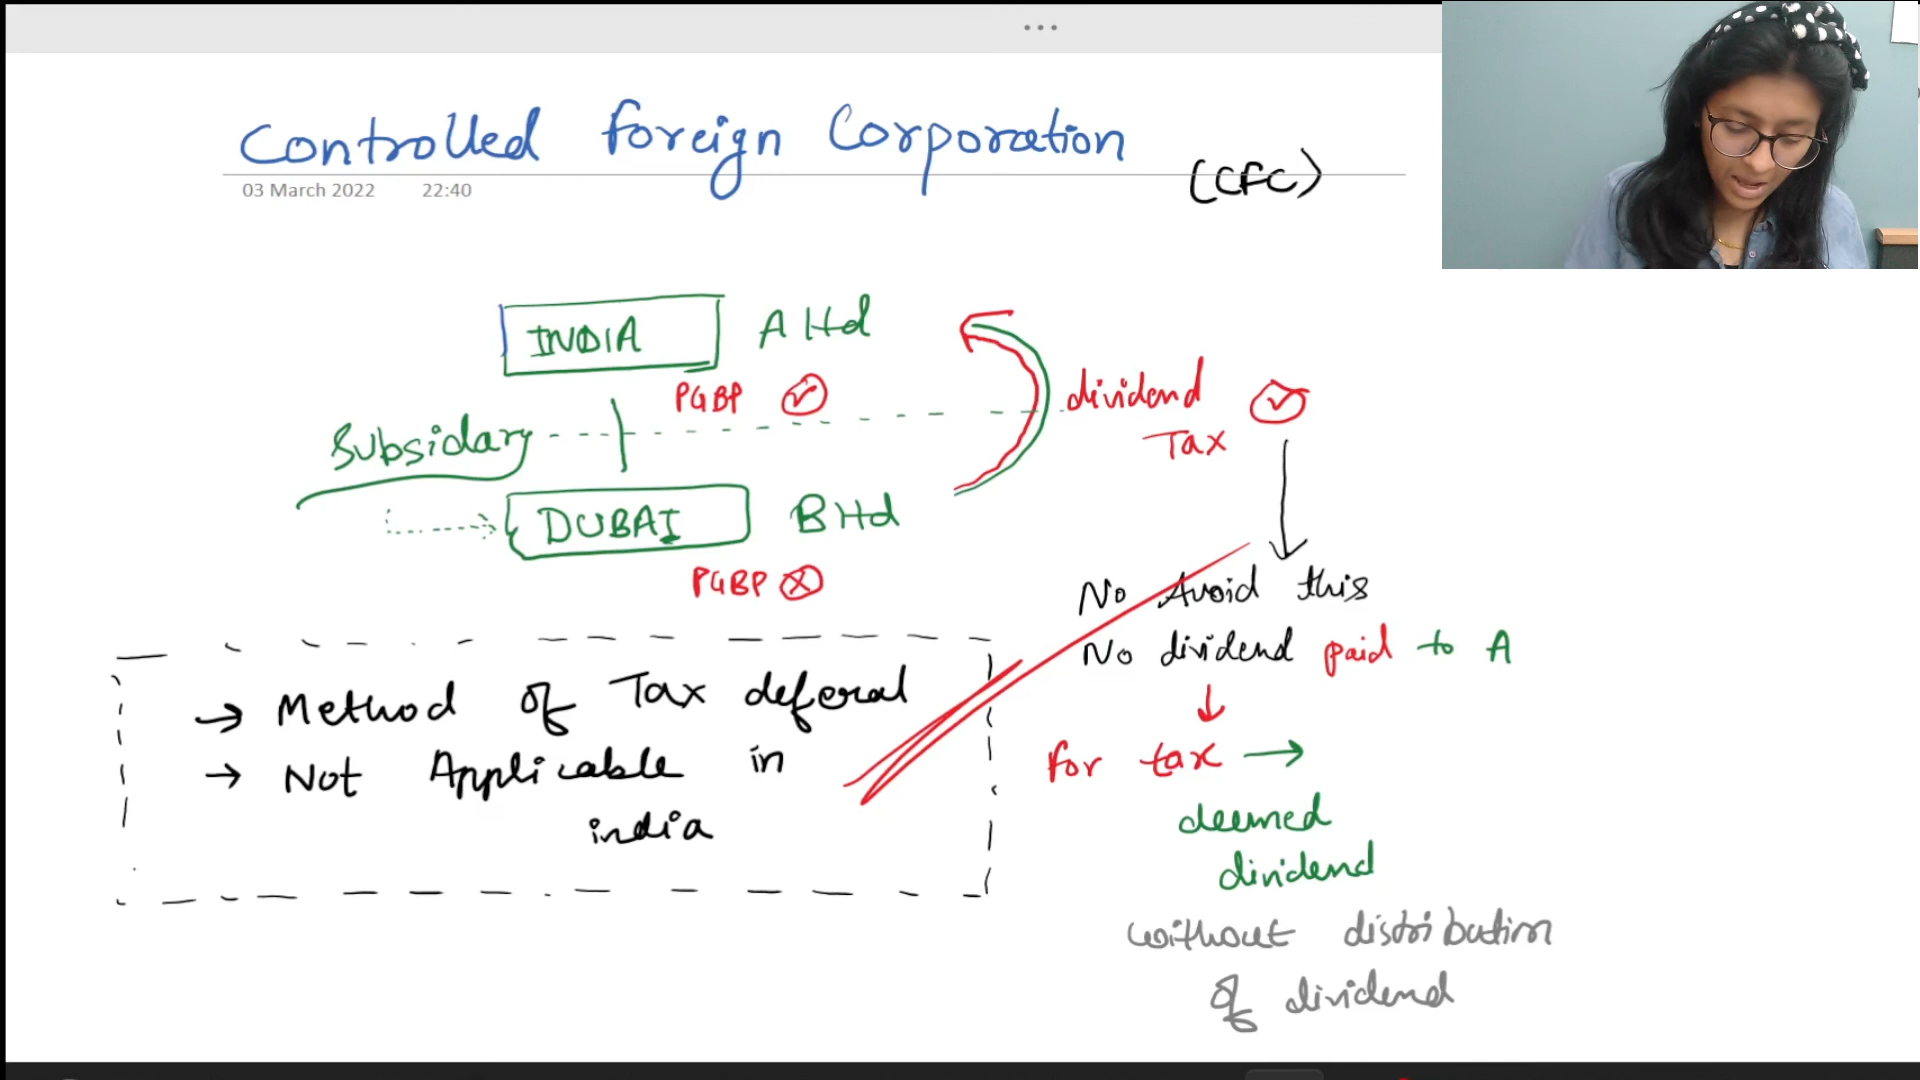 Controlled foreign Corporation
(CFC)
03 March 2022 22:40
INDIA A ltd
PGBP
dividend
Tax
Subsidary
DUBAI B ltd
PGBP
No Avoid this
No dividend paid to A
→ Method of Tax deferal
→ Not Applicable in
india
for tax →
deemed
dividend
without distribution
of dividend